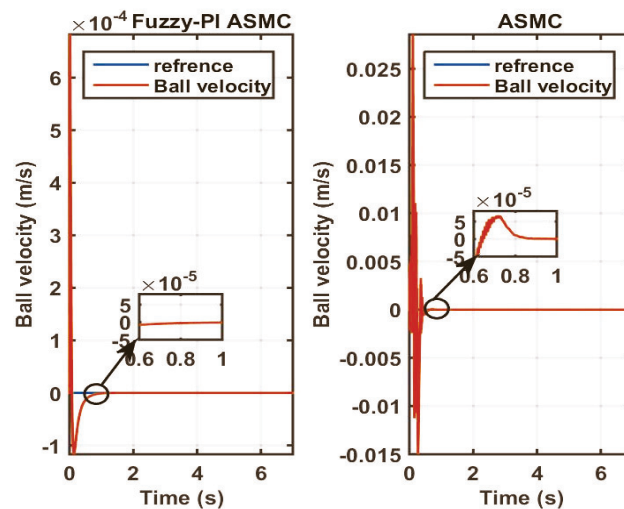 ×10-4 Fuzzy-PI ASMC
refrence
Ball velocity
6
5
4
3
2
1
0
-1
Ball velocity (m/s)
×10-5
5
0
-5
0.6 0.8 1
0 2 4 6
Time (s)
ASMC
refrence
Ball velocity
0.025
0.02
0.015
0.01
0.005
0
-0.005
-0.01
-0.015
Ball velocity (m/s)
×10-5
5
0
-5
0.6 0.8 1
0 2 4 6
Time (s)